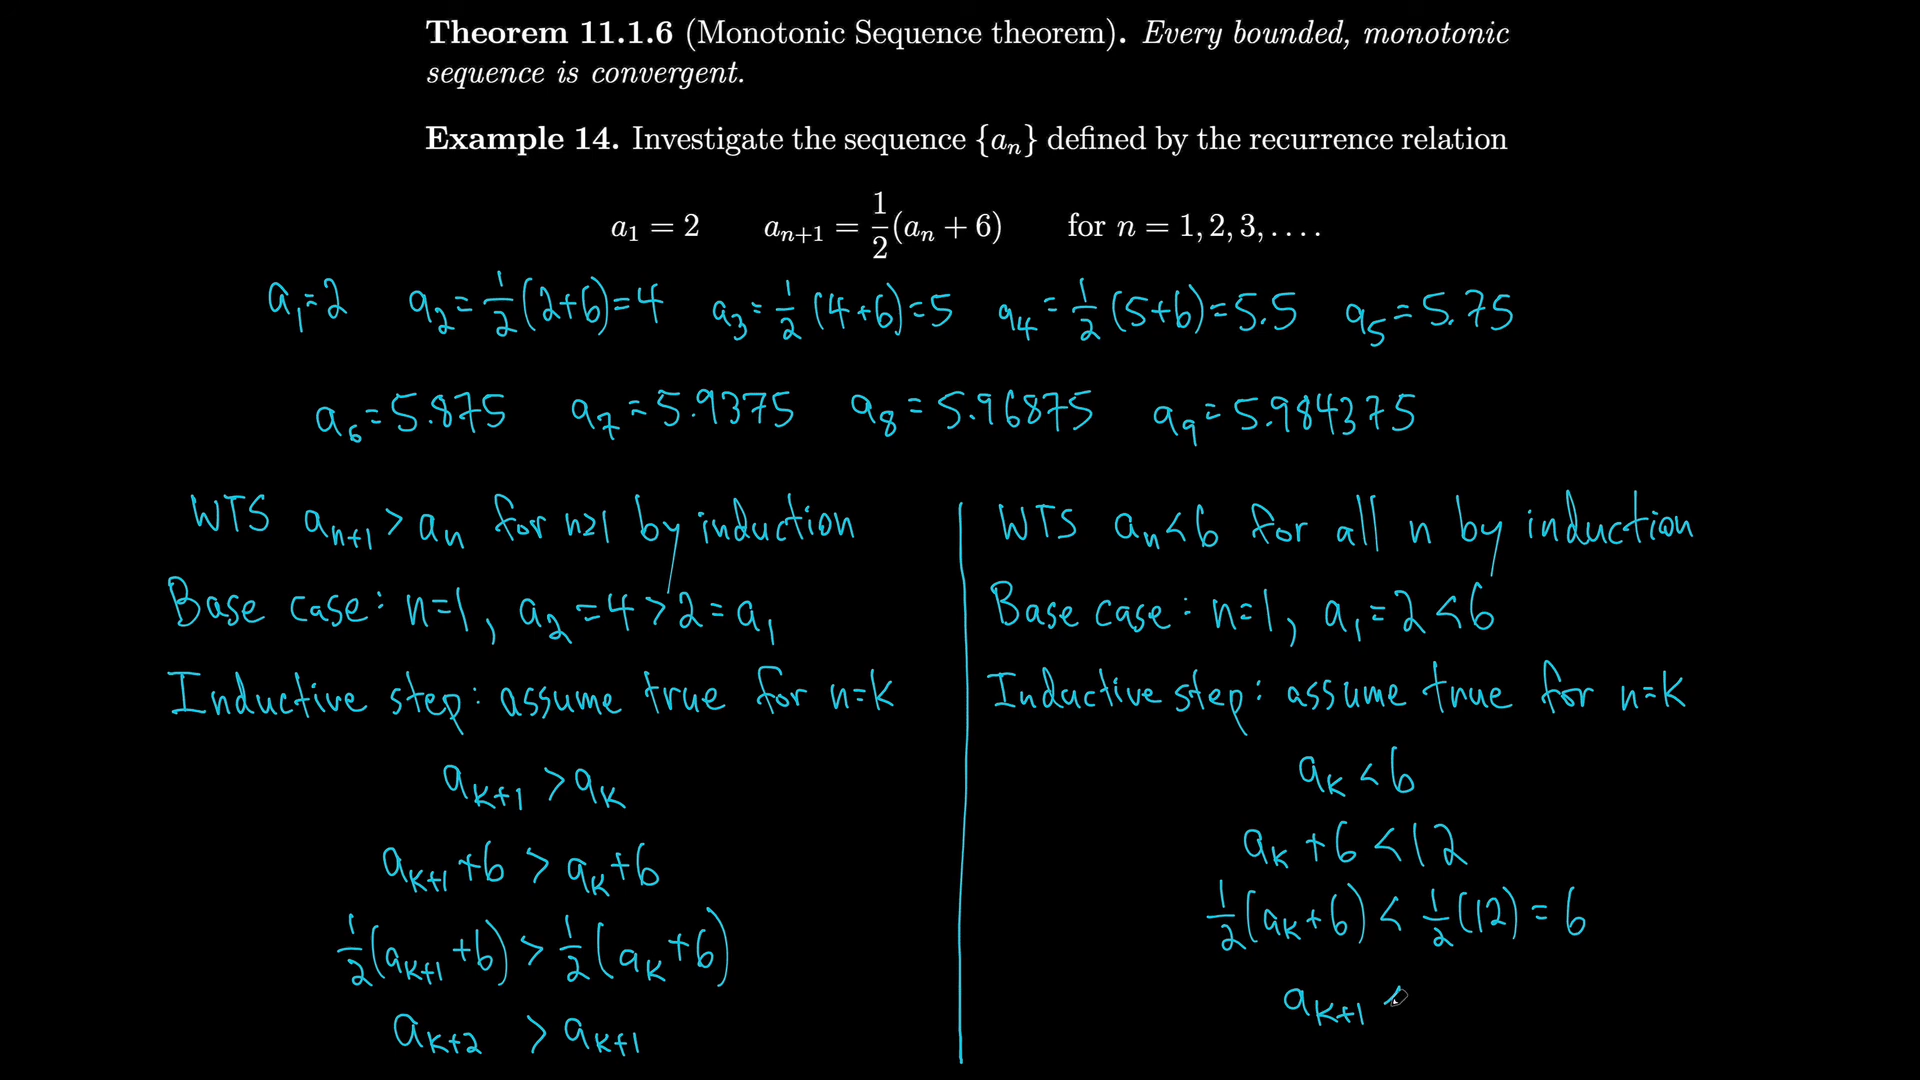 Theorem 11.1.6 (Monotonic Sequence theorem). Every bounded, monotonic
sequence is convergent.
Example 14. Investigate the sequence {aₙ} defined by the recurrence relation
a₁ = 2 aₙ₊₁ = 1/2(aₙ + 6) for n = 1, 2, 3, . . . .
a₁=2 a₂=1/2(2+6)=4 a₃=1/2(4+6)=5 a₄=1/2(5+6)=5.5 a₅=5.75
a₆=5.875 a₇=5.9375 a₈=5.96875 a₉=5.984375
WTS aₙ₊₁ > aₙ for n≥1 by induction
Base case: n=1, a₂=4>2=a₁
Inductive step: assume true for n=k
aₖ₊₁ > aₖ
aₖ₊₁+6 > aₖ+6
1/2(aₖ₊₁+6) > 1/2(aₖ+6)
aₖ₊₂ > aₖ₊₁
WTS aₙ<6 for all n by induction
Base case: n=1, a₁=2<6
Inductive step: assume true for n=k
aₖ<6
aₖ+6<12
1/2(aₖ+6) < 1/2(12) = 6
aₖ₊₁ <